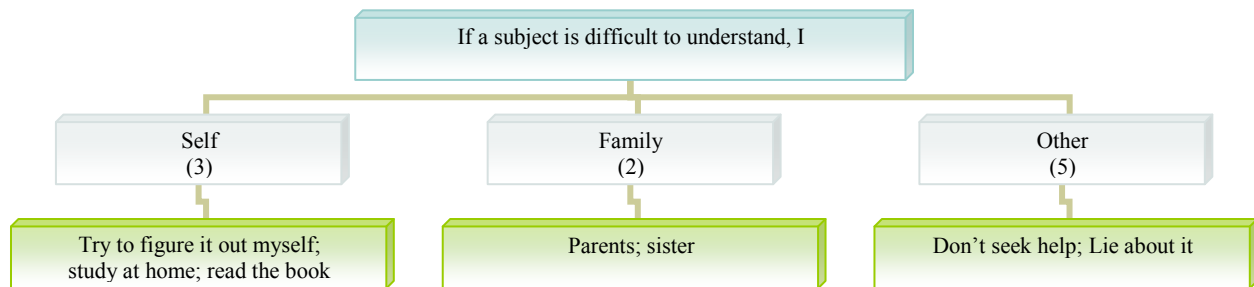 If a subject is difficult to understand, I
Self
(3)
Family
(2)
Other
(5)
Try to figure it out myself;
study at home; read the book
Parents; sister
Don’t seek help; Lie about it